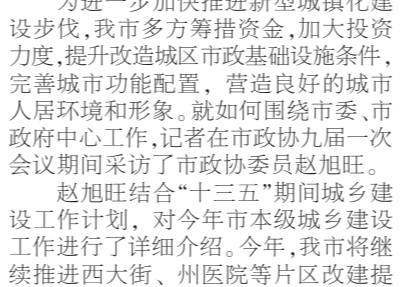 为进一步加快推进新型城镇化建
设步伐,我市多方筹措资金,加大投资
力度,提升改造城区市政基础设施条件,
完善城市功能配置，营造良好的城市
人居环境和形象。就如何围绕市委、市
政府中心工作,记者在市政协九届一次
会议期间采访了市政协委员赵旭旺。
赵旭旺结合“十三五”期间城乡建
设工作计划，对今年市本级城乡建设
工作进行了详细介绍。今年,我市将继
续推进西大街、州医院等片区改建提